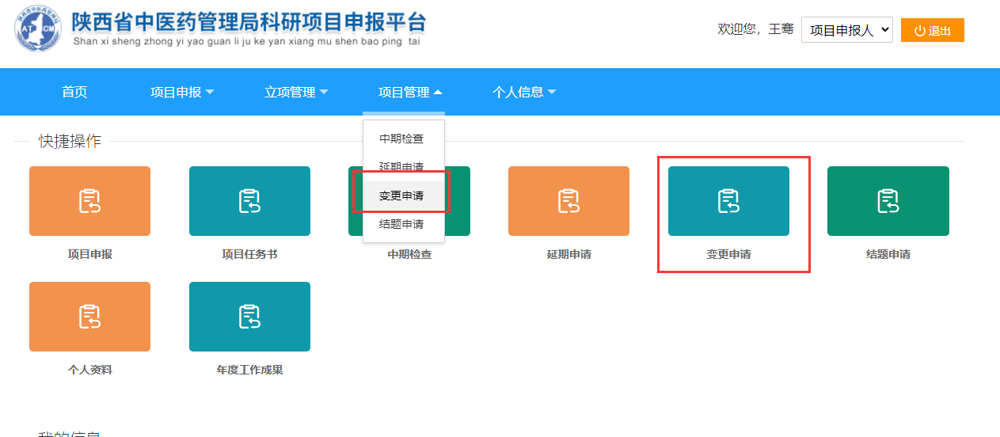 陕西省中医药管理局科研项目申报平台
Shan xi sheng zhong yi yao guan li ju ke yan xiang mu shen bao ping tai
欢迎您，王骞
项目申报人
退出
首页
项目申报
立项管理
项目管理
个人信息
中期检查
延期申请
变更申请
结题申请
快捷操作
项目申报
项目任务书
中期检查
延期申请
变更申请
结题申请
个人资料
年度工作成果
我的信息